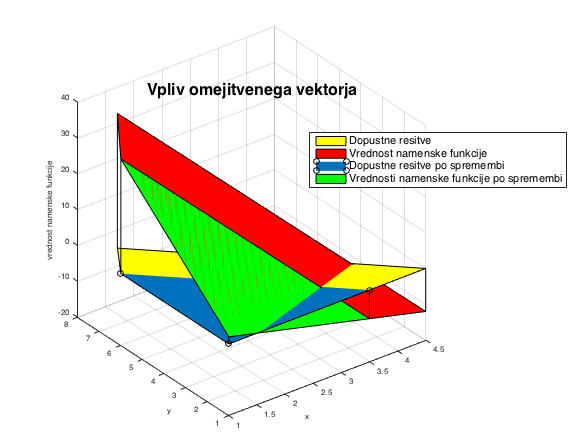 Vpliv omejitvenega vektorja
Dopustne resitve
Vrednost namenske funkcije
Dopustne resitve po spremembi
Vrednosti namenske funkcije po spremembi
vrednost namenske funkcije
40
30
20
10
0
-10
-20
8
7
6
5
4
3
2
1
y
1
1.5
2
2.5
3
3.5
4
4.5
x